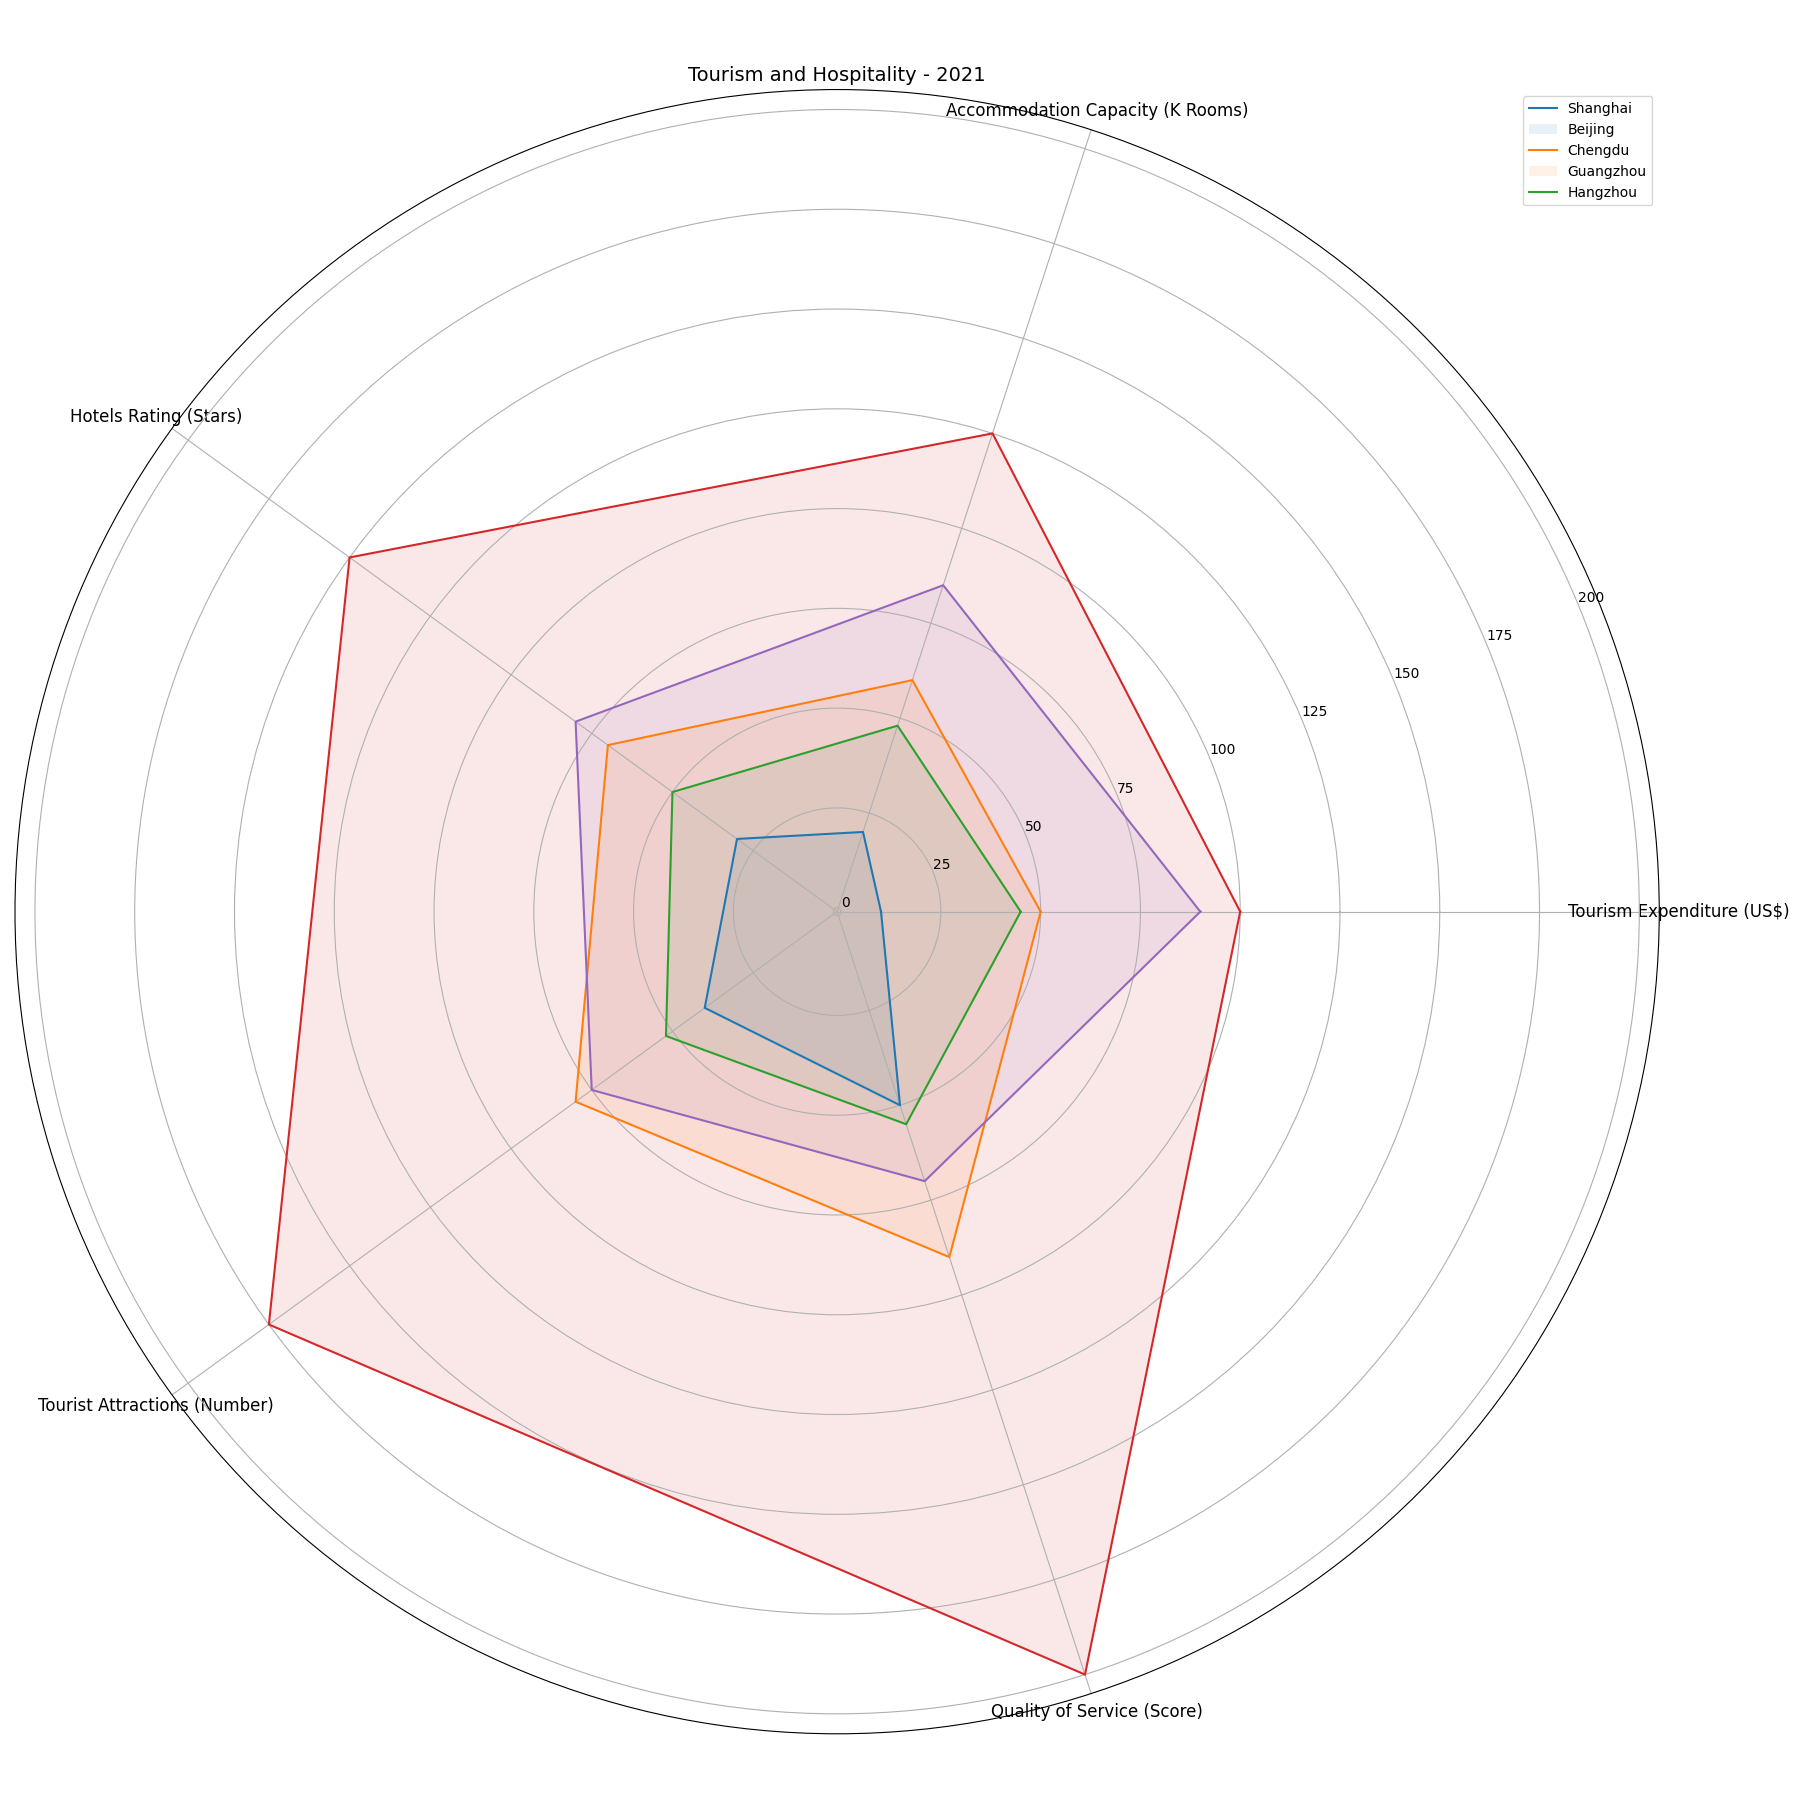 Tourism and Hospitality - 2021
Accommodation Capacity (K Rooms)
Shanghai
Beijing
Chengdu
Guangzhou
Hangzhou
Hotels Rating (Stars)
200
175
150
125
100
75
50
25
0
Tourism Expenditure (US$)
Tourist Attractions (Number)
Quality of Service (Score)